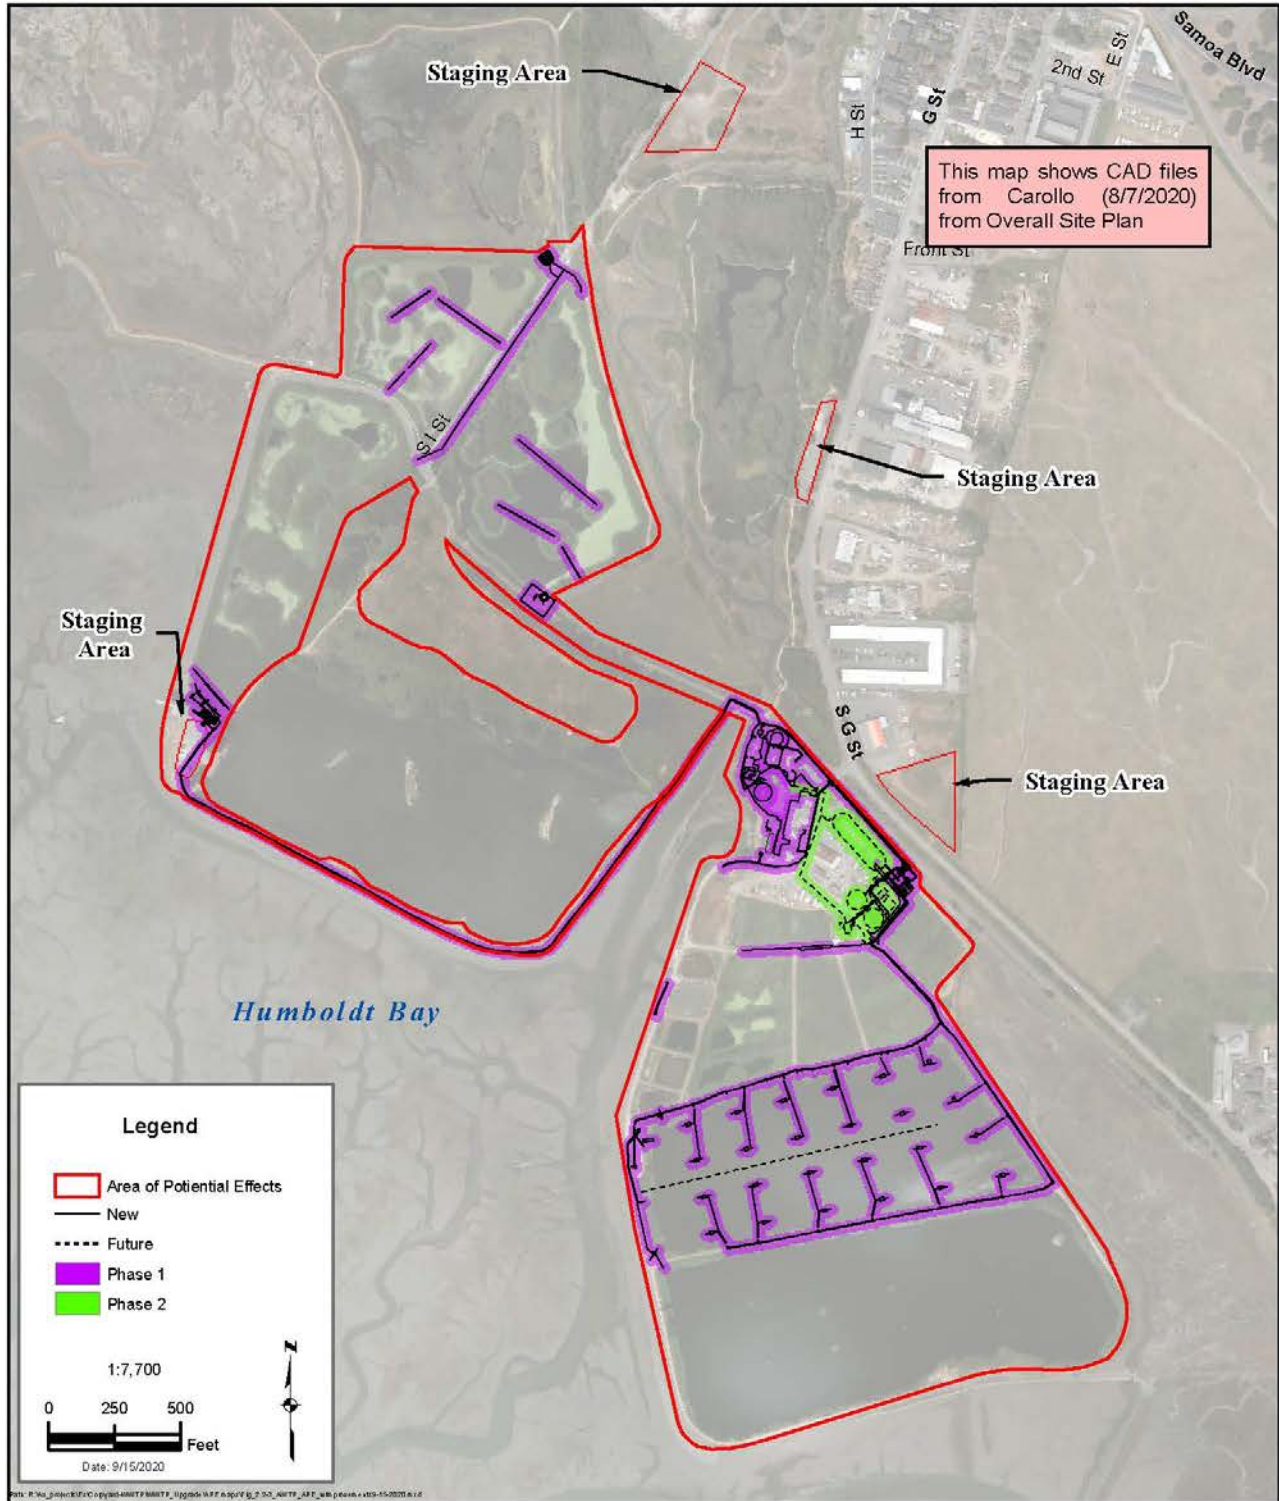 Samoa Blvd
E St
2nd St
G St
H St
Staging Area
This map shows CAD files
from Carollo (8/7/2020)
from Overall Site Plan
Front St
S I St
Staging Area
Staging
Area
S G St
Staging Area
Humboldt Bay
Legend
Area of Potiential Effects
New
Future
Phase 1
Phase 2
1:7,700
N
0 250 500
Feet
Date: 9/15/2020